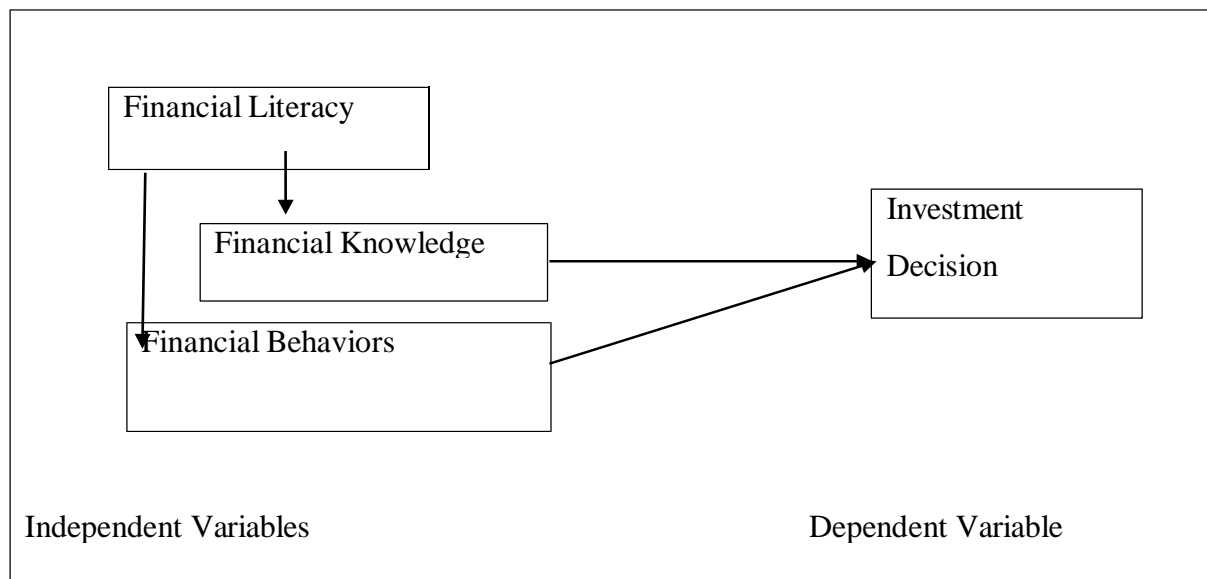 Financial Literacy
Financial Knowledge
Investment
Decision
Financial Behaviors
Independent Variables
Dependent Variable